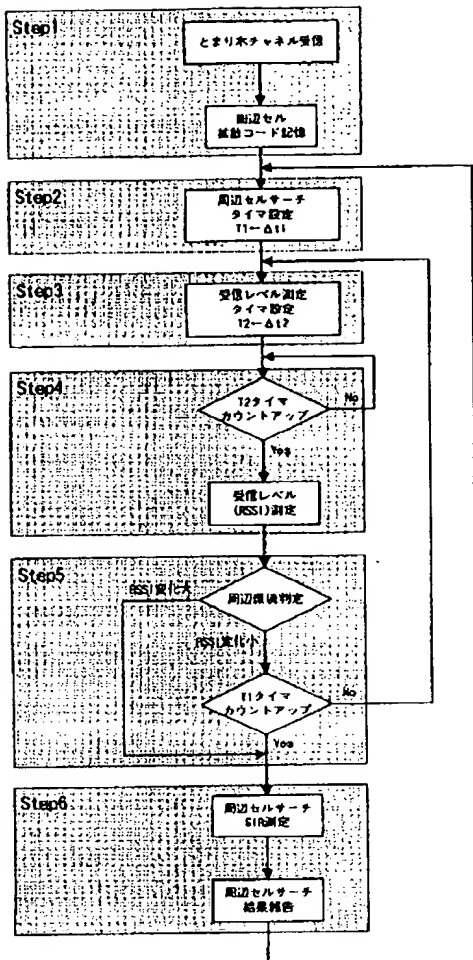 Step1
とまり木チャネル受信
周辺セル
拡散コード記憶
Step2
周辺セルサーチ
タイマ設定
T1←Δt1
Step3
受信レベル測定
タイマ設定
T2←Δt2
Step4
T2タイマ
カウントアップ
No
Yes
受信レベル
(RSSI)測定
Step5
RSSI変化大
周辺環境判定
RSSI変化小
T1タイマ
カウントアップ
No
Yes
Step6
周辺セルサーチ
SIR測定
周辺セルサーチ
結果報告